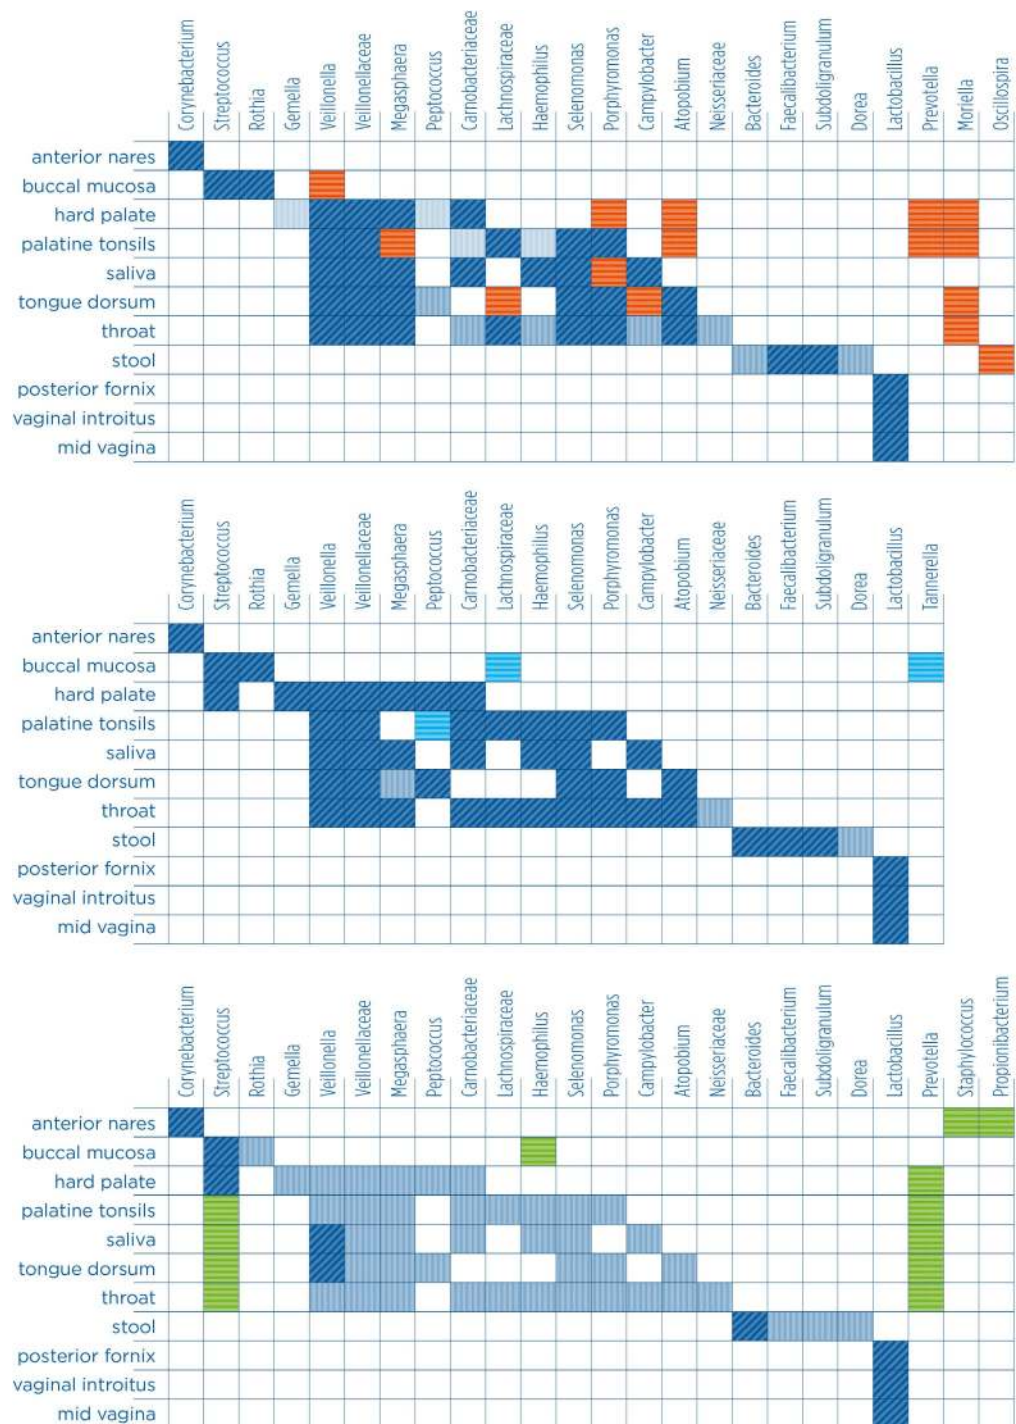 Corynebacterium
Streptococcus
Rothia
Gemella
Veillonella
Veillonellaceae
Megasphaera
Peptococcus
Carnobacteriaceae
Lachnospiraceae
Haemophilus
Selenomonas
Porphyromonas
Campylobacter
Atopobium
Neisseriaceae
Bacteroides
Faecalibacterium
Subdoligranulum
Dorea
Lactobacillus
Prevotella
Moriella
Oscillospira
anterior nares
buccal mucosa
hard palate
palatine tonsils
saliva
tongue dorsum
throat
stool
posterior fornix
vaginal introitus
mid vagina
Corynebacterium
Streptococcus
Rothia
Gemella
Veillonella
Veillonellaceae
Megasphaera
Peptococcus
Carnobacteriaceae
Lachnospiraceae
Haemophilus
Selenomonas
Porphyromonas
Campylobacter
Atopobium
Neisseriaceae
Bacteroides
Faecalibacterium
Subdoligranulum
Dorea
Lactobacillus
Tannerella
anterior nares
buccal mucosa
hard palate
palatine tonsils
saliva
tongue dorsum
throat
stool
posterior fornix
vaginal introitus
mid vagina
Corynebacterium
Streptococcus
Rothia
Gemella
Veillonella
Veillonellaceae
Megasphaera
Peptococcus
Carnobacteriaceae
Lachnospiraceae
Haemophilus
Selenomonas
Porphyromonas
Campylobacter
Atopobium
Neisseriaceae
Bacteroides
Faecalibacterium
Subdoligranulum
Dorea
Lactobacillus
Prevotella
Staphylococcus
Propionibacterium
anterior nares
buccal mucosa
hard palate
palatine tonsils
saliva
tongue dorsum
throat
stool
posterior fornix
vaginal introitus
mid vagina